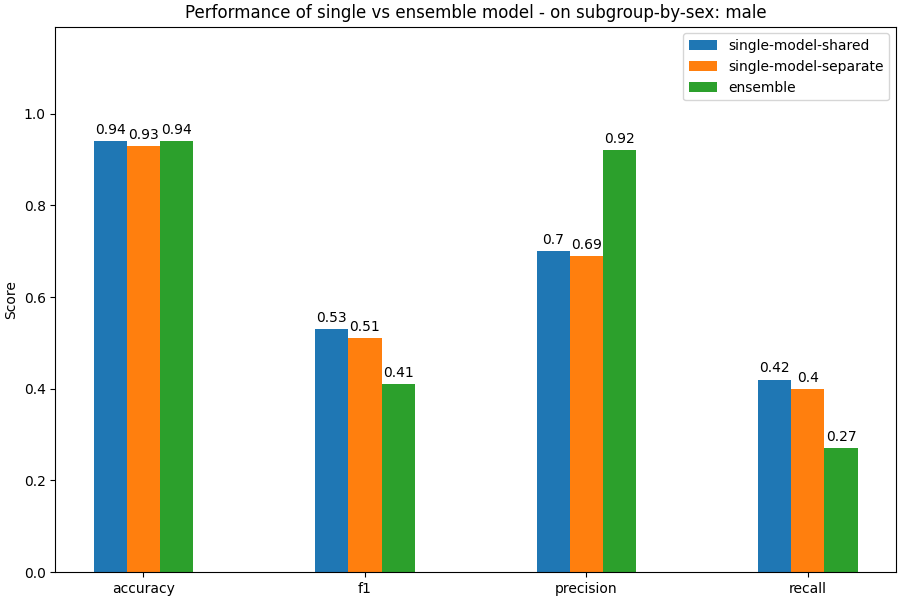 Performance of single vs ensemble model - on subgroup-by-sex: male
single-model-shared
single-model-separate
ensemble
Score
1.0
0.8
0.6
0.4
0.2
0.0
0.94
0.93
0.94
0.53
0.51
0.41
0.7
0.69
0.92
0.42
0.4
0.27
accuracy
f1
precision
recall